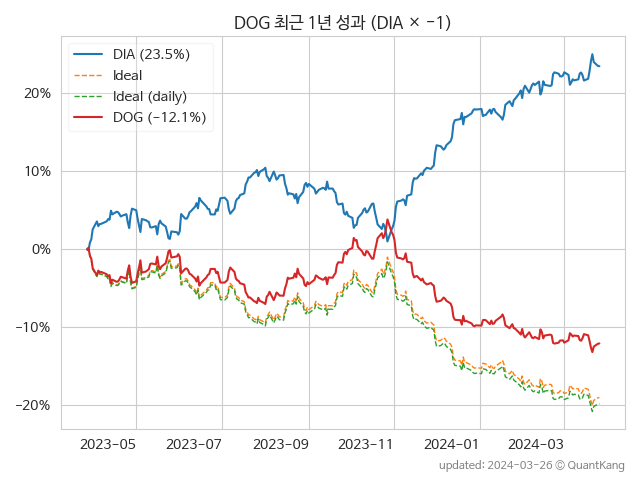 DOG 최근 1년 성과 (DIA × −1)
DIA (23.5%)
Ideal
Ideal (daily)
DOG (−12.1%)
20%
10%
0%
−10%
−20%
2023−05
2023−07
2023−09
2023−11
2024−01
2024−03
updated: 2024−03−26 ⓒ QuantKang